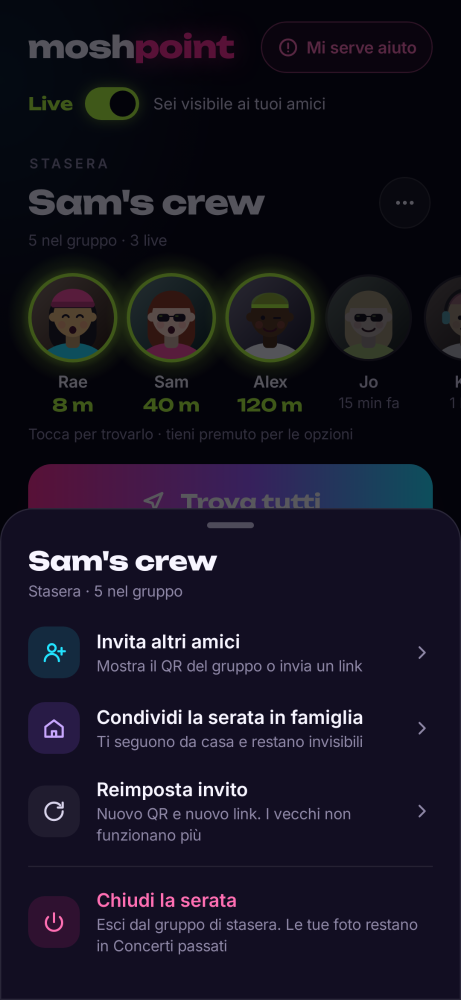 moshpoint
Mi serve aiuto
Live
Sei visibile ai tuoi amici
STASERA
Sam's crew
5 nel gruppo · 3 live
Rae
Sam
Alex
Jo
K
8 m
40 m
120 m
15 min fa
1
Tocca per trovarlo · tieni premuto per le opzioni
Trova tutti
Sam's crew
Stasera · 5 nel gruppo
Invita altri amici
Mostra il QR del gruppo o invia un link
Condividi la serata in famiglia
Ti seguono da casa e restano invisibili
Reimposta invito
Nuovo QR e nuovo link. I vecchi non
funzionano più
Chiudi la serata
Esci dal gruppo di stasera. Le tue foto restano
in Concerti passati